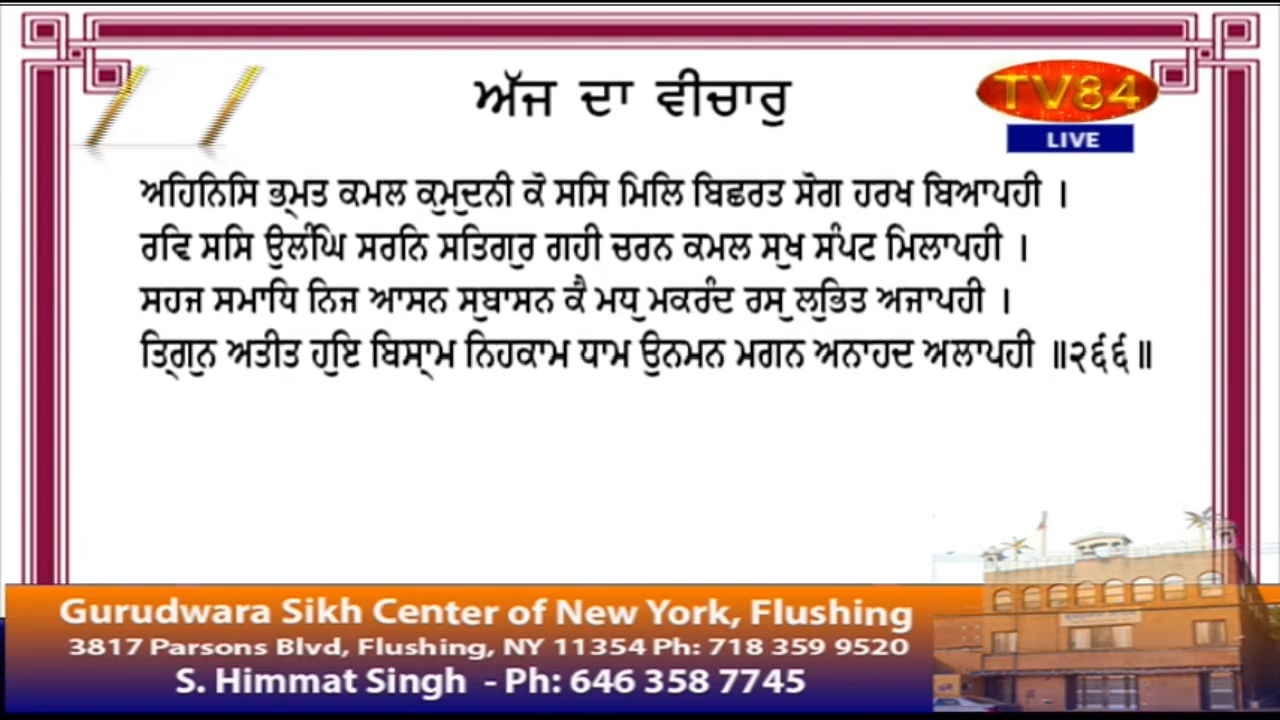 ਅੱਜ ਦਾ ਵੀਚਾਰੁ
TV84
LIVE
ਅਹਿਨਿਸਿ ਭ੍ਰਮਤ ਕਮਲ ਕੁਮੁਦਨੀ ਕੋ ਸਸਿ ਮਿਲਿ ਬਿਛਰਤ ਸੋਗ ਹਰਖ ਬਿਆਪਹੀ ।
ਰਵਿ ਸਸਿ ਉਲੰਘਿ ਸਰਨਿ ਸਤਿਗੁਰ ਗਹੀ ਚਰਨ ਕਮਲ ਸੁਖ ਸੰਪਟ ਮਿਲਾਪਹੀ ।
ਸਹਜ ਸਮਾਧਿ ਨਿਜ ਆਸਨ ਸੁਬਾਸਨ ਕੈ ਮਧੁ ਮਕਰੰਦ ਰਸੁ ਲੁਭਿਤ ਅਜਾਪਹੀ ।
ਤ੍ਰਿਗੁਨ ਅਤੀਤ ਹੁਇ ਬਿਸ੍ਰਾਮ ਨਿਹਕਾਮ ਧਾਮ ਉਨਮਨ ਮਗਨ ਅਨਾਹਦ ਅਲਾਪਹੀ ॥੨੬੬॥
Gurudwara Sikh Center of New York, Flushing
3817 Parsons Blvd, Flushing, NY 11354 Ph: 718 359 9520
S. Himmat Singh - Ph: 646 358 7745